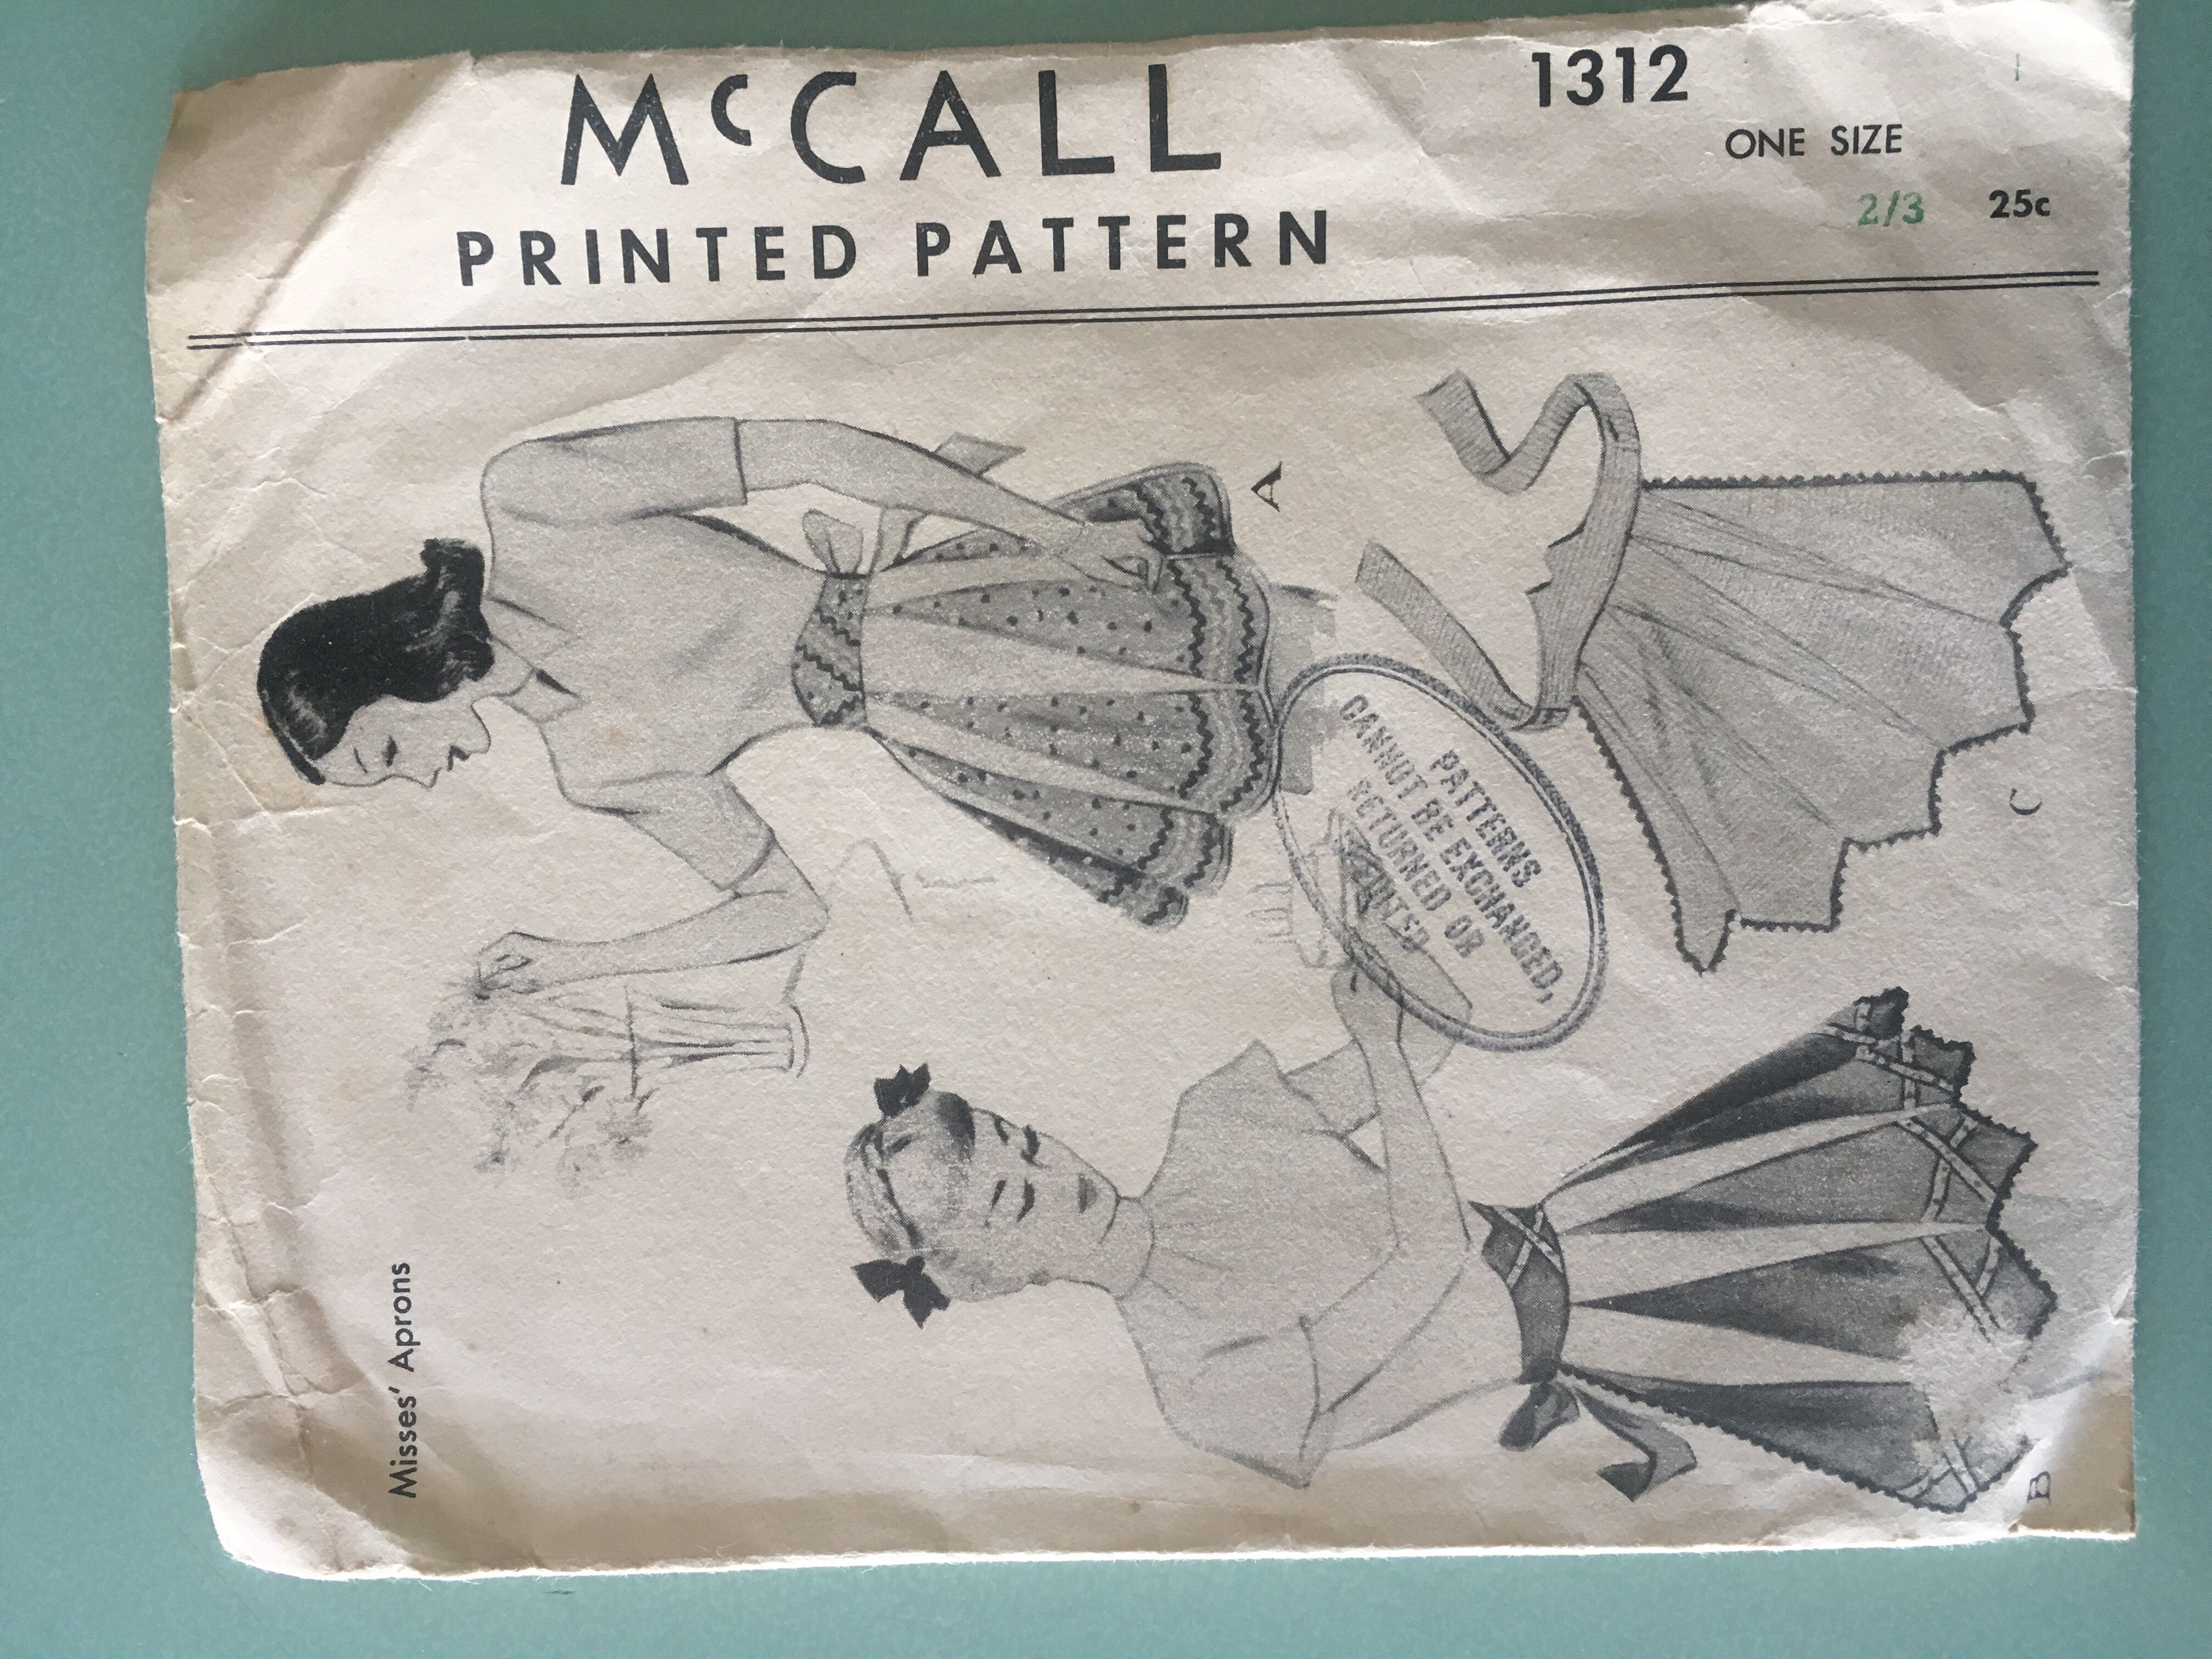 McCALL
PRINTED PATTERN
1312
ONE SIZE
2/3 25c
A
C
PATTERNS
CANNOT BE EXCHANGED,
RETURNED OR
B
Misses' Aprons